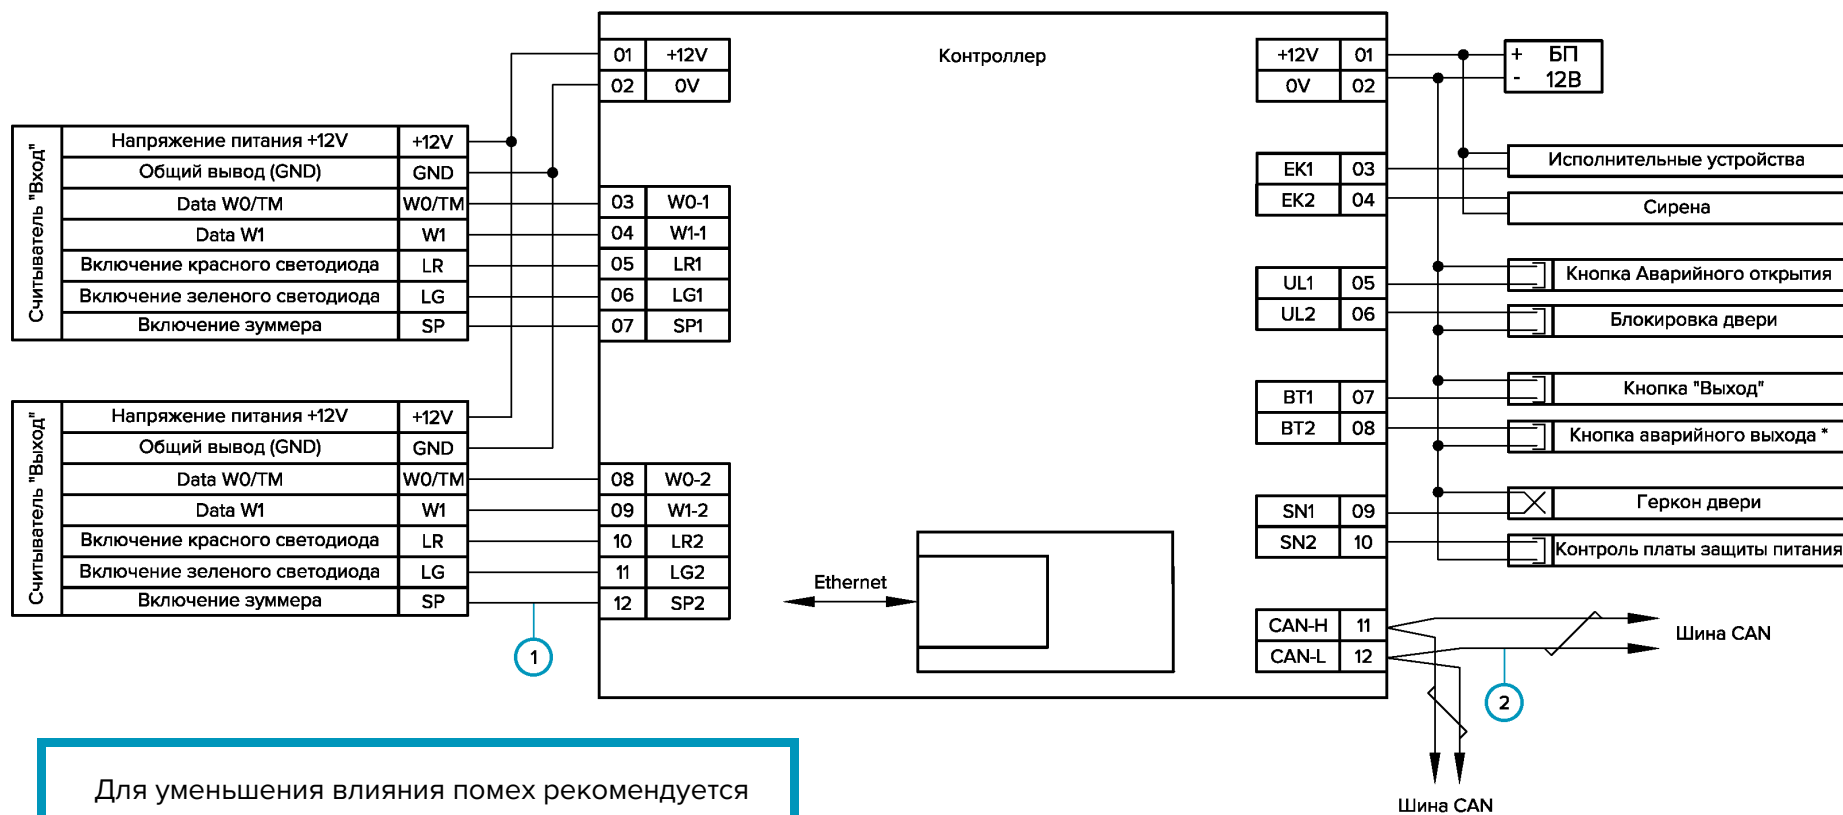 Контроллер
01 +12V
02 0V
Считыватель "Вход"
Напряжение питания +12V +12V
Общий вывод (GND) GND
Data W0/TM W0/TM
Data W1 W1
Включение красного светодиода LR
Включение зеленого светодиода LG
Включение зуммера SP
03 W0-1
04 W1-1
05 LR1
06 LG1
07 SP1
Считыватель "Выход"
Напряжение питания +12V +12V
Общий вывод (GND) GND
Data W0/TM W0/TM
Data W1 W1
Включение красного светодиода LR
Включение зеленого светодиода LG
Включение зуммера SP
08 W0-2
09 W1-2
10 LR2
11 LG2
12 SP2
1
Ethernet
+12V 01
0V 02
+ БП
- 12В
EK1 03
EK2 04
Исполнительные устройства
Сирена
UL1 05
UL2 06
Кнопка Аварийного открытия
Блокировка двери
BT1 07
BT2 08
Кнопка "Выход"
Кнопка аварийного выхода *
SN1 09
SN2 10
Геркон двери
Контроль платы защиты питания
CAN-H 11
CAN-L 12
Шина CAN
2
Шина CAN
Для уменьшения влияния помех рекомендуется